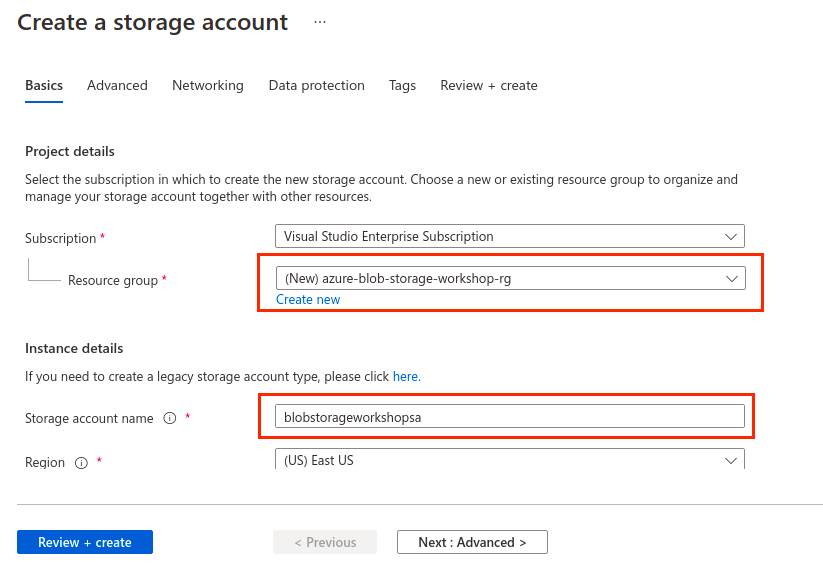 Create a storage account ...
Basics Advanced Networking Data protection Tags Review + create
Project details
Select the subscription in which to create the new storage account. Choose a new or existing resource group to organize and
manage your storage account together with other resources.
Subscription * Visual Studio Enterprise Subscription
Resource group * (New) azure-blob-storage-workshop-rg
Create new
Instance details
If you need to create a legacy storage account type, please click here.
Storage account name * blobstorageworkshopsa
Region * (US) East US
Review + create < Previous Next : Advanced >